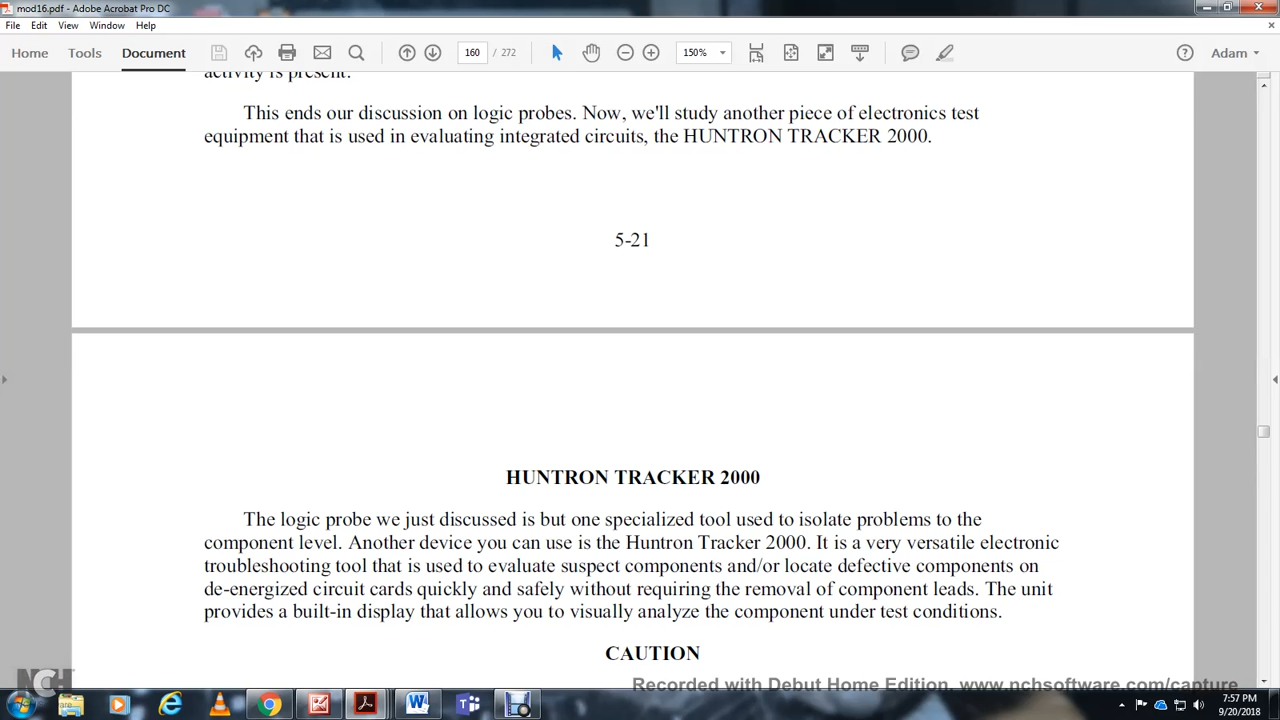 mod16.pdf - Adobe Acrobat Pro DC
File Edit View Window Help
Home Tools Document 160 / 272 150% Adam
activity is present.
This ends our discussion on logic probes. Now, we'll study another piece of electronics test
equipment that is used in evaluating integrated circuits, the HUNTRON TRACKER 2000.
5-21
HUNTRON TRACKER 2000
The logic probe we just discussed is but one specialized tool used to isolate problems to the
component level. Another device you can use is the Huntron Tracker 2000. It is a very versatile electronic
troubleshooting tool that is used to evaluate suspect components and/or locate defective components on
de-energized circuit cards quickly and safely without requiring the removal of component leads. The unit
provides a built-in display that allows you to visually analyze the component under test conditions.
CAUTION
NCH
Recorded with Debut Home Edition. www.nchsoftware.com/capture
7:57 PM
9/20/2018